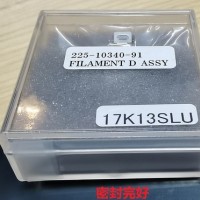 225-10340-91
FILAMENT D ASSY
17K13SLU
密封完好